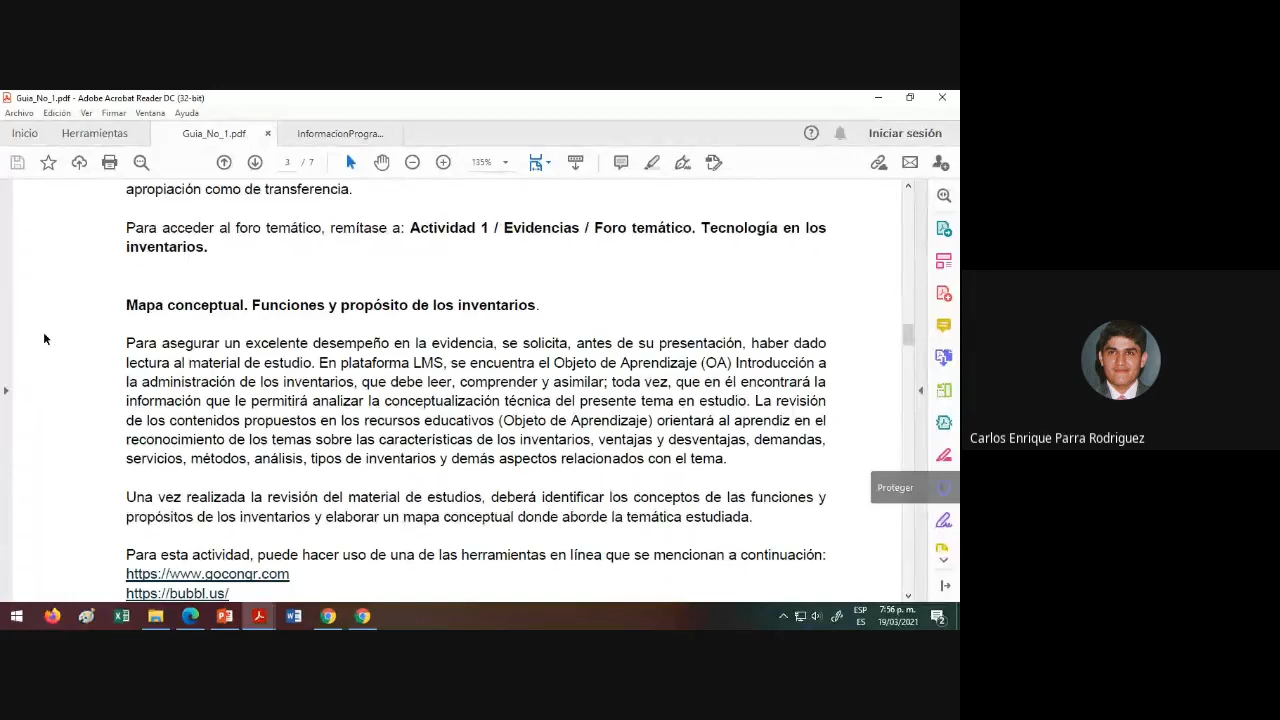 Guia_No_1.pdf - Adobe Acrobat Reader DC (32-bit)
Archivo Edición Ver Firmar Ventana Ayuda
Inicio Herramientas Guia_No_1.pdf × InformacionProgra... Iniciar sesión
3 / 7 135%
apropiación como de transferencia.
Para acceder al foro temático, remítase a: Actividad 1 / Evidencias / Foro temático. Tecnología en los
inventarios.
Mapa conceptual. Funciones y propósito de los inventarios.
Para asegurar un excelente desempeño en la evidencia, se solicita, antes de su presentación, haber dado
lectura al material de estudio. En plataforma LMS, se encuentra el Objeto de Aprendizaje (OA) Introducción a
la administración de los inventarios, que debe leer, comprender y asimilar; toda vez, que en él encontrará la
información que le permitirá analizar la conceptualización técnica del presente tema en estudio. La revisión
de los contenidos propuestos en los recursos educativos (Objeto de Aprendizaje) orientará al aprendiz en el
reconocimiento de los temas sobre las características de los inventarios, ventajas y desventajas, demandas,
servicios, métodos, análisis, tipos de inventarios y demás aspectos relacionados con el tema.
Una vez realizada la revisión del material de estudios, deberá identificar los conceptos de las funciones y
propósitos de los inventarios y elaborar un mapa conceptual donde aborde la temática estudiada.
Para esta actividad, puede hacer uso de una de las herramientas en línea que se mencionan a continuación:
https://www.goconqr.com
https://bubbl.us/
Proteger
Carlos Enrique Parra Rodriguez
ESP 7:56 p. m.
ES 19/03/2021 2